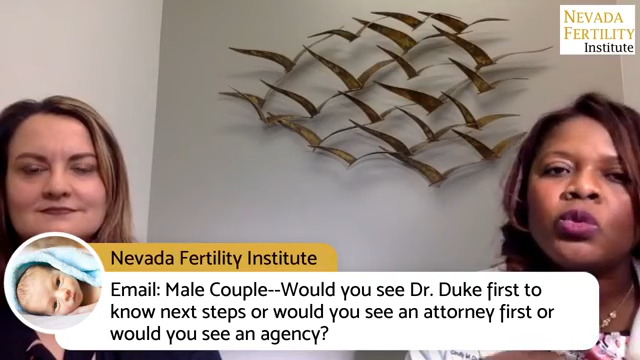 NEVADA
FERTILITY
Institute
Nevada Fertility Institute
Email: Male Couple--Would you see Dr. Duke first to
know next steps or would you see an attorney first or
would you see an agency?